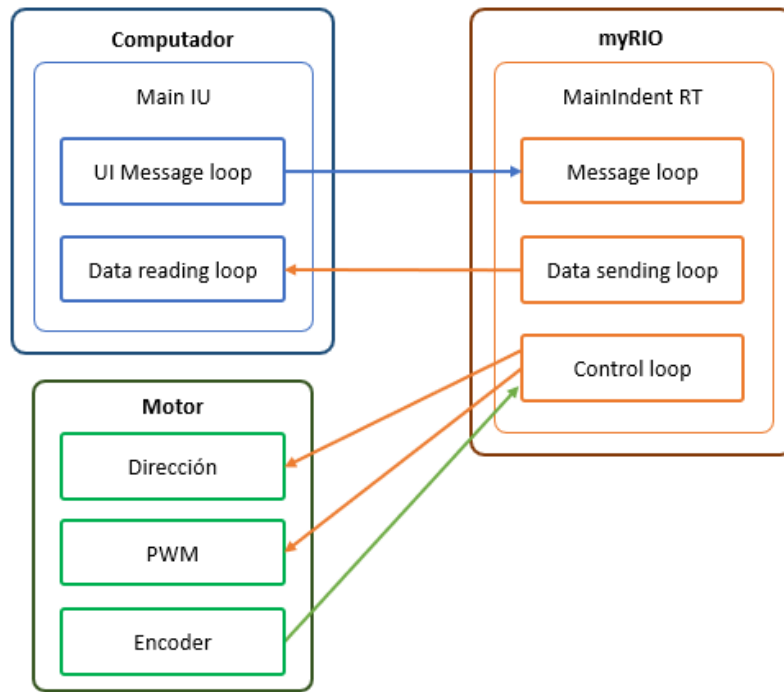 Computador
Main IU
UI Message loop
Data reading loop
myRIO
MainIndent RT
Message loop
Data sending loop
Control loop
Motor
Dirección
PWM
Encoder